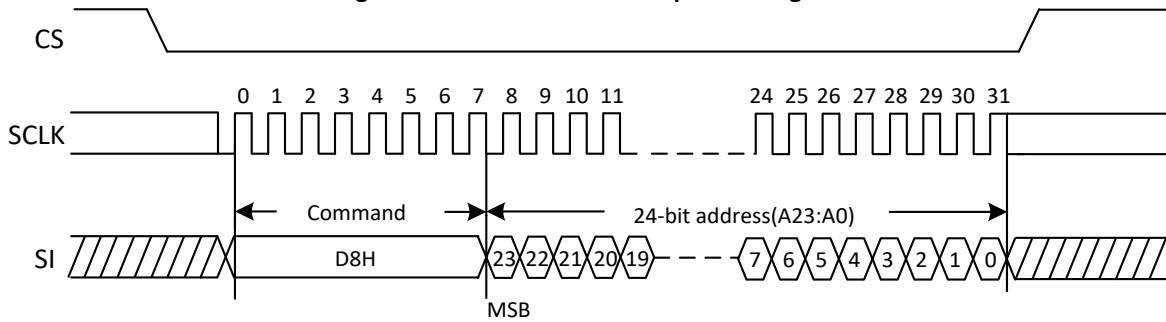 CS
0 1 2 3 4 5 6 7 8 9 10 11 24 25 26 27 28 29 30 31
SCLK
Command 24-bit address(A23:A0)
SI D8H 23 22 21 20 19 7 6 5 4 3 2 1 0
MSB